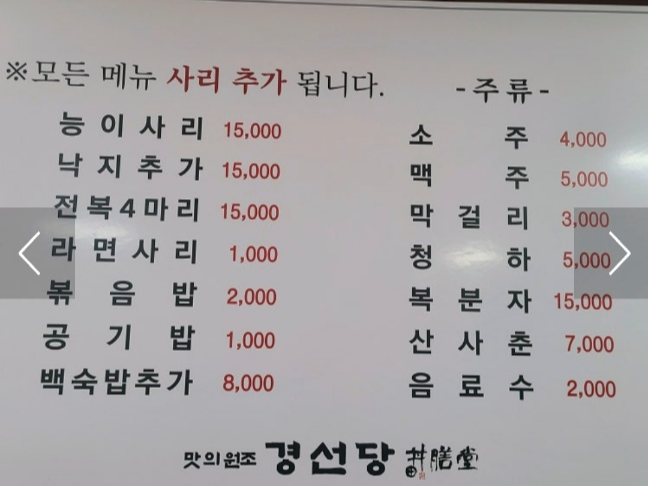 ※모든 메뉴 사리 추가 됩니다.
능이사리 15,000
낙지추가 15,000
전복4마리 15,000
라면사리 1,000
볶음밥 2,000
공기밥 1,000
백숙밥추가 8,000
-주류-
소주 4,000
맥주 5,000
막걸리 3,000
청하 5,000
복분자 15,000
산사춘 7,000
음료수 2,000
맛의원조 경선당 井膳堂